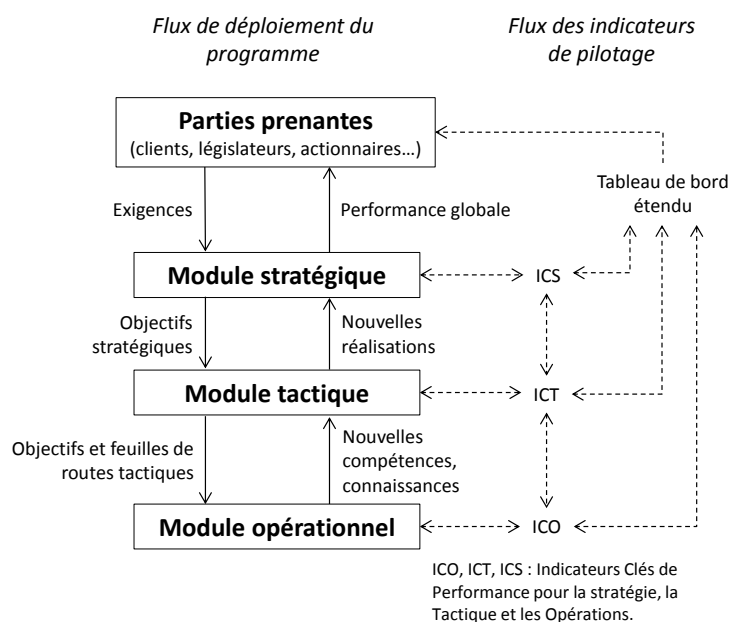 Flux de déploiement du
programme
Flux des indicateurs
de pilotage
Parties prenantes
(clients, législateurs, actionnaires…)
Tableau de bord
étendu
Exigences
Performance globale
Module stratégique
ICS
Objectifs
stratégiques
Nouvelles
réalisations
Module tactique
ICT
Objectifs et feuilles de
routes tactiques
Nouvelles
compétences,
connaissances
Module opérationnel
ICO
ICO, ICT, ICS : Indicateurs Clés de
Performance pour la stratégie, la
Tactique et les Opérations.